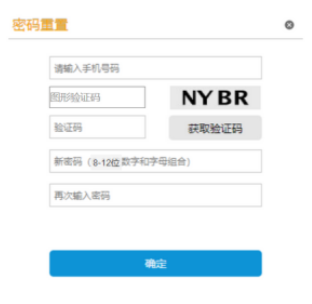 密码重置
请输入手机号码
图形验证码
NYBR
验证码
获取验证码
新密码（8-12位数字和字母组合）
再次输入密码
确定